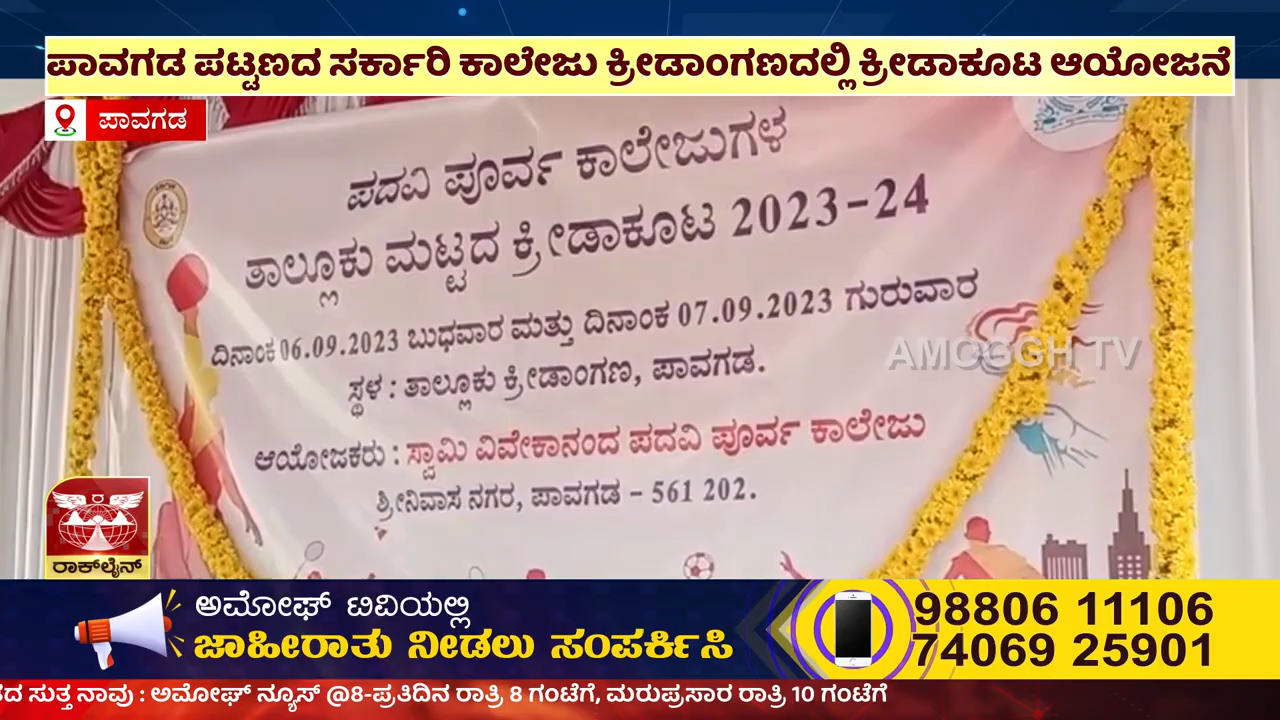 ಪಾವಗಡ ಪಟ್ಟಣದ ಸರ್ಕಾರಿ ಕಾಲೇಜು ಕ್ರೀಡಾಂಗಣದಲ್ಲಿ ಕ್ರೀಡಾಕೂಟ ಆಯೋಜನೆ
ಪಾವಗಡ
ಪದವಿ ಪೂರ್ವ ಕಾಲೇಜುಗಳ
ತಾಲ್ಲೂಕು ಮಟ್ಟದ ಕ್ರೀಡಾಕೂಟ 2023-24
ದಿನಾಂಕ 06.09.2023 ಬುಧವಾರ ಮತ್ತು ದಿನಾಂಕ 07.09.2023 ಗುರುವಾರ
ಸ್ಥಳ : ತಾಲ್ಲೂಕು ಕ್ರೀಡಾಂಗಣ, ಪಾವಗಡ.
AMOGGH TV
ಆಯೋಜಕರು : ಸ್ವಾಮಿ ವಿವೇಕಾನಂದ ಪದವಿ ಪೂರ್ವ ಕಾಲೇಜು
ಶ್ರೀನಿವಾಸ ನಗರ, ಪಾವಗಡ – 561 202.
ರಾಕ್‌ಲೈನ್
ಅಮೋಘ್ ಟಿವಿಯಲ್ಲಿ
ಜಾಹೀರಾತು ನೀಡಲು ಸಂಪರ್ಕಿಸಿ
98806 11106
74069 25901
ದ ಸುತ್ತ ನಾವು : ಅಮೋಘ್ ನ್ಯೂಸ್ @8-ಪ್ರತಿದಿನ ರಾತ್ರಿ 8 ಗಂಟೆಗೆ, ಮರುಪ್ರಸಾರ ರಾತ್ರಿ 10 ಗಂಟೆಗೆ